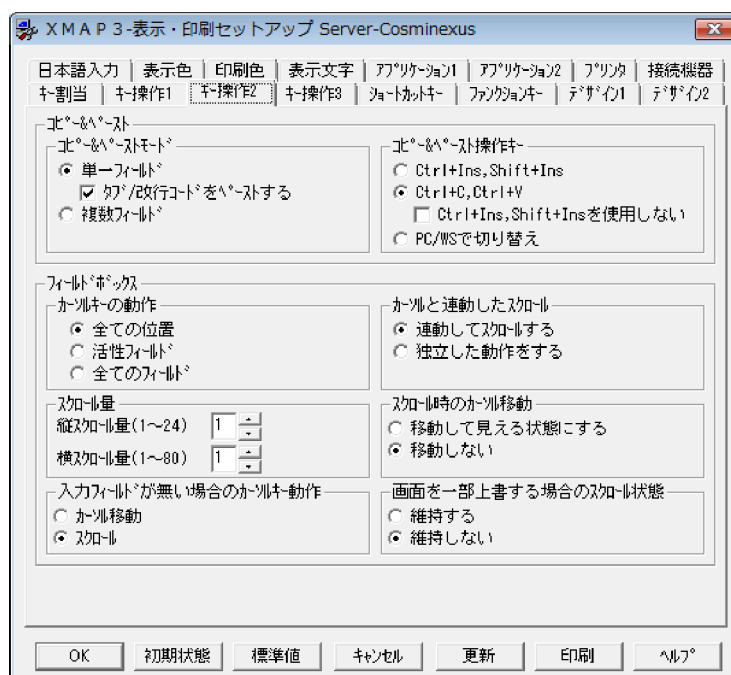 XMAP3-表示・印刷セットアップ Server-Cosminexus
日本語入力 表示色 印刷色 表示文字 ｱﾌﾟﾘｹｰｼｮﾝ1 ｱﾌﾟﾘｹｰｼｮﾝ2 ﾌﾟﾘﾝﾀ 接続機器
ｷｰ割当 ｷｰ操作1 ｷｰ操作2 ｷｰ操作3 ｼｮｰﾄｶｯﾄｷｰ ﾌｧﾝｸｼｮﾝｷｰ ﾃﾞｻﾞｲﾝ1 ﾃﾞｻﾞｲﾝ2
ｺﾋﾟｰ&ﾍﾟｰｽﾄ
ｺﾋﾟｰ&ﾍﾟｰｽﾄﾓｰﾄﾞ
単一ﾌｨｰﾙﾄﾞ
ﾀﾌﾞ/改行ｺｰﾄﾞをﾍﾟｰｽﾄする
複数ﾌｨｰﾙﾄﾞ
ｺﾋﾟｰ&ﾍﾟｰｽﾄ操作ｷｰ
Ctrl+Ins,Shift+Ins
Ctrl+C,Ctrl+V
Ctrl+Ins,Shift+Insを使用しない
PC/WSで切り替え
ﾌｨｰﾙﾄﾞﾎﾞｯｸｽ
ｶｰｿﾙｷｰの動作
全ての位置
活性ﾌｨｰﾙﾄﾞ
全てのﾌｨｰﾙﾄﾞ
ｶｰｿﾙと連動したｽｸﾛｰﾙ
連動してｽｸﾛｰﾙする
独立した動作をする
ｽｸﾛｰﾙ量
縦ｽｸﾛｰﾙ量(1～24) 1
横ｽｸﾛｰﾙ量(1～80) 1
ｽｸﾛｰﾙ時のｶｰｿﾙ移動
移動して見える状態にする
移動しない
入力ﾌｨｰﾙﾄﾞが無い場合のｶｰｿﾙｷｰ動作
ｶｰｿﾙ移動
ｽｸﾛｰﾙ
画面を一部上書する場合のｽｸﾛｰﾙ状態
維持する
維持しない
OK 初期状態 標準値 ｷｬﾝｾﾙ 更新 印刷 ﾍﾙﾌﾟ